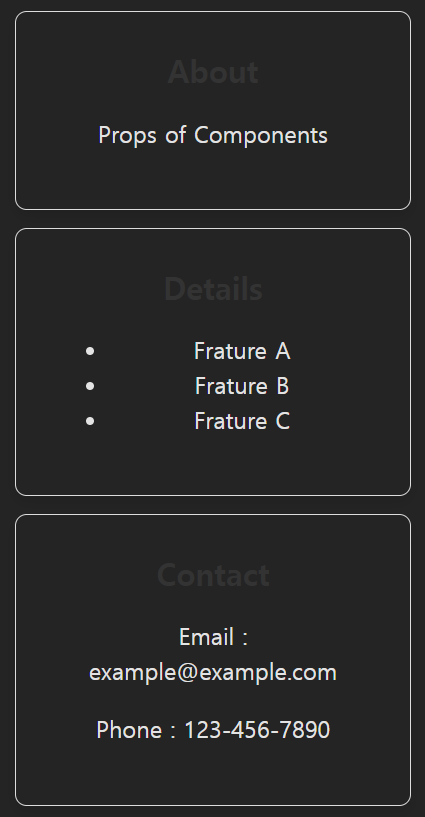 About
Props of Components
Details
• Frature A
• Frature B
• Frature C
Contact
Email :
example@example.com
Phone : 123-456-7890